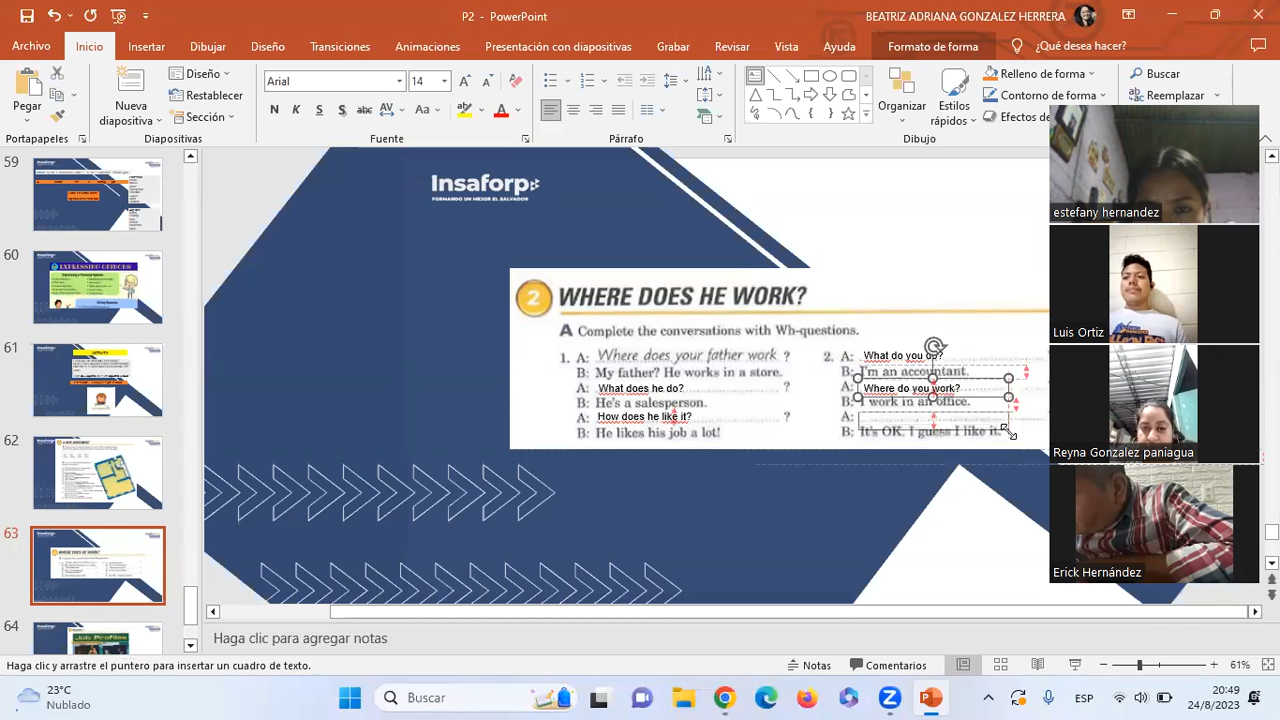 P2 - PowerPoint
BEATRIZ ADRIANA GONZALEZ HERRERA
Archivo Inicio Insertar Dibujar Diseño Transiciones Animaciones Presentación con diapositivas Grabar Revisar Vista Ayuda Formato de forma ¿Qué desea hacer?
Pegar
Nueva diapositiva
Diseño
Restablecer
Sección
Arial 14
N K S S abc AV Aa A
Organizar
Estilos rápidos
Relleno de forma
Contorno de forma
Efectos de
Buscar
Reemplazar
Portapapeles Diapositivas Fuente Párrafo Dibujo
59
60
EXPRESSING OPINIONS
61
ACTIVITY
62
63
64
Job Profiles
Insaforp
FORMANDO UN MEJOR EL SALVADOR
2 WHERE DOES HE WORK?
A Complete the conversations with Wh-questions.
1. A: Where does your father work
B: My father? He works in a store.
A: What does he do? ?
B: He's a salesperson.
A: How does he like it? ?
B: He likes his job a lot!
A: What do you do?
B: I'm an accountant.
A: Where do you work?
B: I work in an office.
A:
B: It's OK. I guess I like it.
estefany hernandez
Luis Ortiz
Reyna Gonzalez paniagua
Erick Hernández
Haga clic para agregar notas
Haga clic y arrastre el puntero para insertar un cuadro de texto.
Notas Comentarios 61%
23°C
Nublado
Buscar
ESP
20:49
24/8/2023